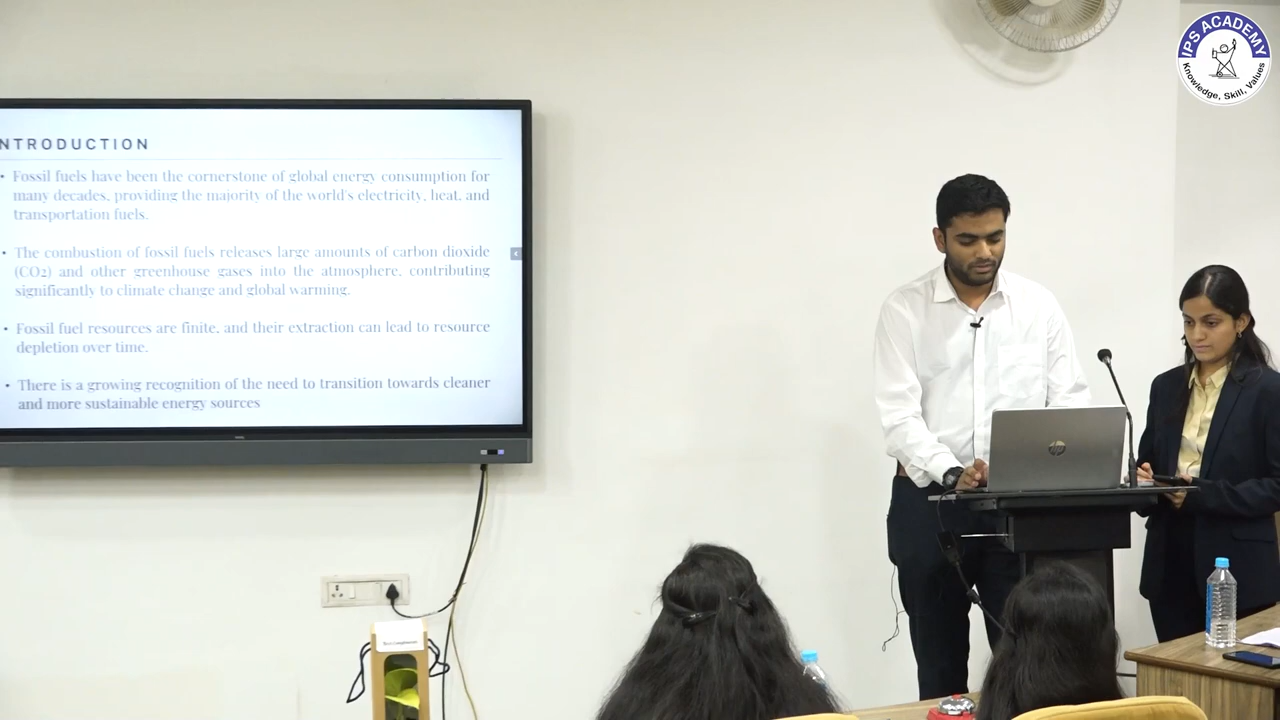 NTRODUCTION
• Fossil fuels have been the cornerstone of global energy consumption for
many decades, providing the majority of the world's electricity, heat, and
transportation fuels.
• The combustion of fossil fuels releases large amounts of carbon dioxide
(CO2) and other greenhouse gases into the atmosphere, contributing
significantly to climate change and global warming.
• Fossil fuel resources are finite, and their extraction can lead to resource
depletion over time.
• There is a growing recognition of the need to transition towards cleaner
and more sustainable energy sources
IPS ACADEMY
Knowledge, Skill, Values
hp